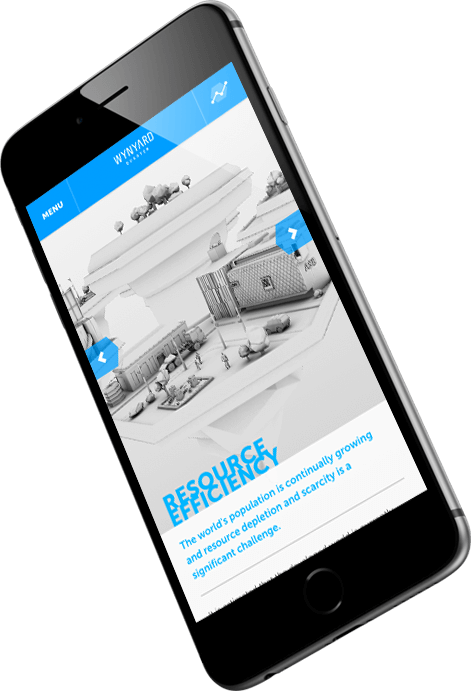 MENU
WYNYARD
QUARTER
RESOURCE
EFFICIENCY
The world's population is continually growing
and resource depletion and scarcity is a
significant challenge.